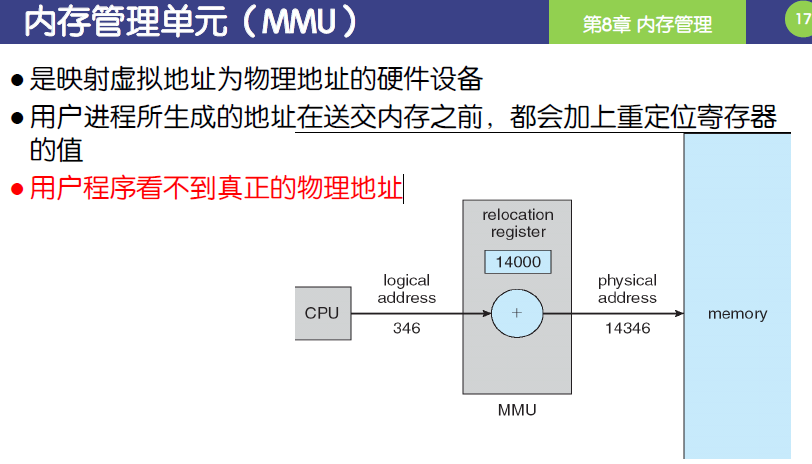 内存管理单元（MMU）
第8章 内存管理
17
● 是映射虚拟地址为物理地址的硬件设备
● 用户进程所生成的地址在送交内存之前，都会加上重定位寄存器
的值
● 用户程序看不到真正的物理地址
relocation
register
14000
logical
address
physical
address
CPU
+
memory
346
14346
MMU